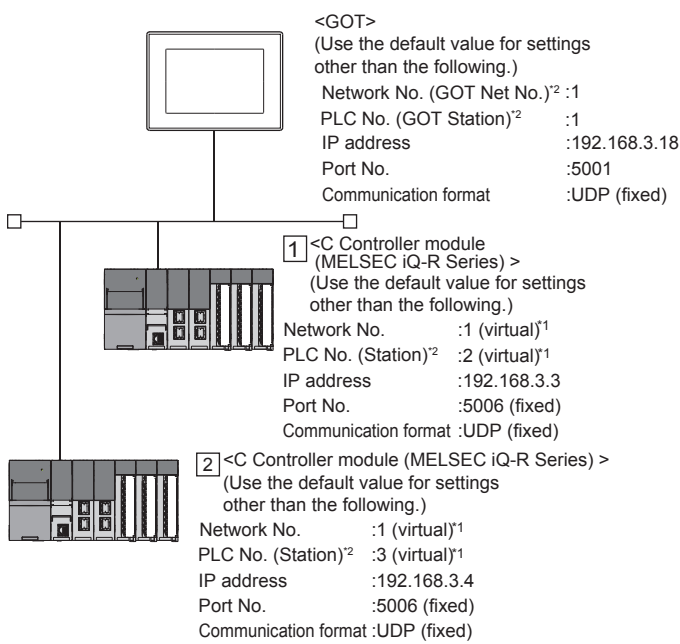 <GOT>
(Use the default value for settings
other than the following.)
Network No. (GOT Net No.)*2 :1
PLC No. (GOT Station)*2 :1
IP address :192.168.3.18
Port No. :5001
Communication format :UDP (fixed)
1 <C Controller module
(MELSEC iQ-R Series) >
(Use the default value for settings
other than the following.)
Network No. :1 (virtual)*1
PLC No. (Station)*2 :2 (virtual)*1
IP address :192.168.3.3
Port No. :5006 (fixed)
Communication format :UDP (fixed)
2 <C Controller module (MELSEC iQ-R Series) >
(Use the default value for settings
other than the following.)
Network No. :1 (virtual)*1
PLC No. (Station)*2 :3 (virtual)*1
IP address :192.168.3.4
Port No. :5006 (fixed)
Communication format :UDP (fixed)